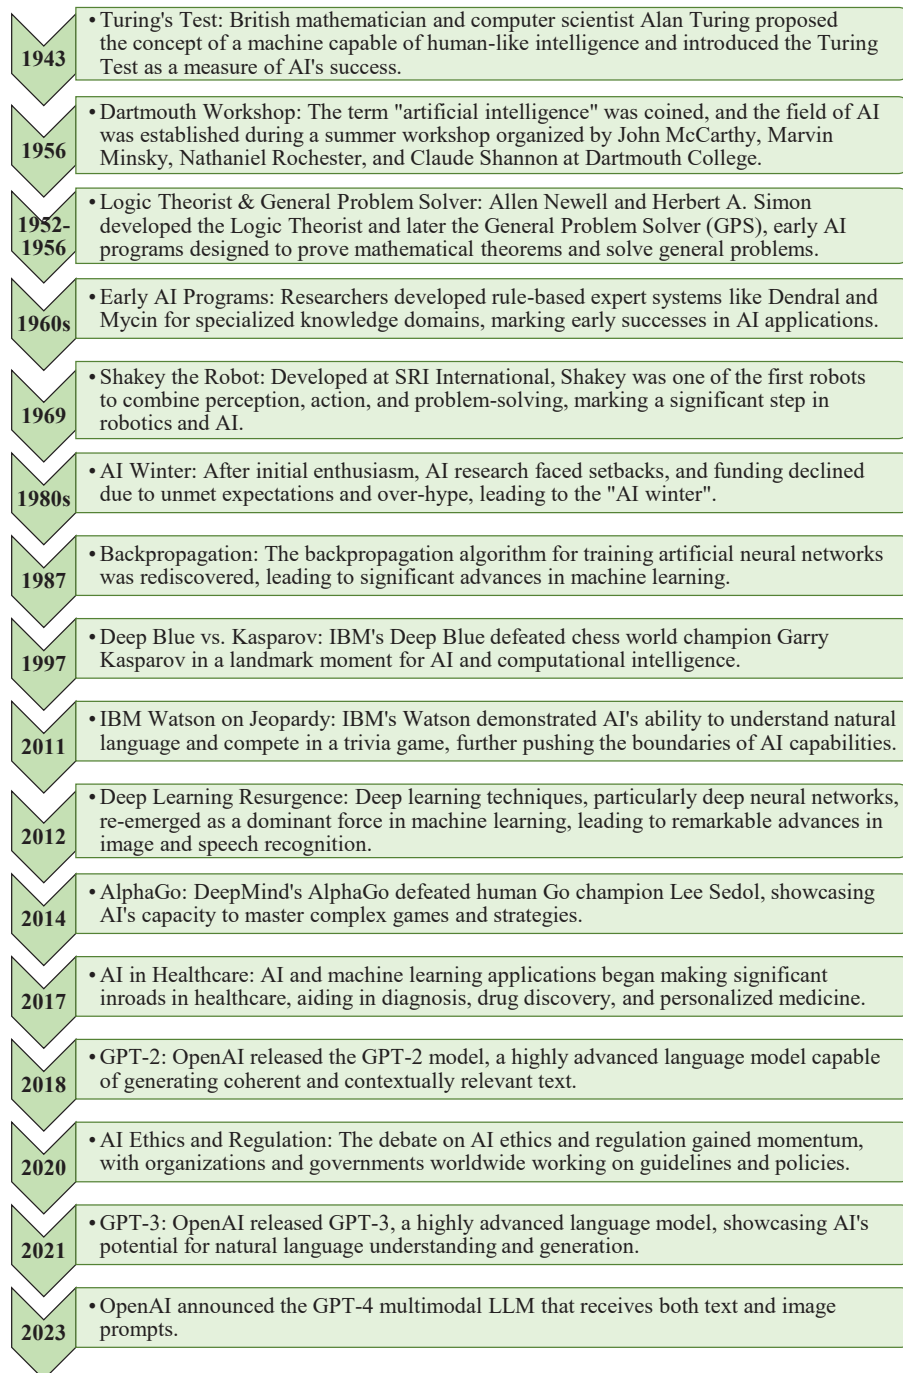 1943
• Turing's Test: British mathematician and computer scientist Alan Turing proposed
the concept of a machine capable of human-like intelligence and introduced the Turing
Test as a measure of AI's success.
1956
• Dartmouth Workshop: The term "artificial intelligence" was coined, and the field of AI
was established during a summer workshop organized by John McCarthy, Marvin
Minsky, Nathaniel Rochester, and Claude Shannon at Dartmouth College.
1952-
1956
• Logic Theorist & General Problem Solver: Allen Newell and Herbert A. Simon
developed the Logic Theorist and later the General Problem Solver (GPS), early AI
programs designed to prove mathematical theorems and solve general problems.
1960s
• Early AI Programs: Researchers developed rule-based expert systems like Dendral and
Mycin for specialized knowledge domains, marking early successes in AI applications.
1969
• Shakey the Robot: Developed at SRI International, Shakey was one of the first robots
to combine perception, action, and problem-solving, marking a significant step in
robotics and AI.
1980s
• AI Winter: After initial enthusiasm, AI research faced setbacks, and funding declined
due to unmet expectations and over-hype, leading to the "AI winter".
1987
• Backpropagation: The backpropagation algorithm for training artificial neural networks
was rediscovered, leading to significant advances in machine learning.
1997
• Deep Blue vs. Kasparov: IBM's Deep Blue defeated chess world champion Garry
Kasparov in a landmark moment for AI and computational intelligence.
2011
• IBM Watson on Jeopardy: IBM's Watson demonstrated AI's ability to understand natural
language and compete in a trivia game, further pushing the boundaries of AI capabilities.
2012
• Deep Learning Resurgence: Deep learning techniques, particularly deep neural networks,
re-emerged as a dominant force in machine learning, leading to remarkable advances in
image and speech recognition.
2014
• AlphaGo: DeepMind's AlphaGo defeated human Go champion Lee Sedol, showcasing
AI's capacity to master complex games and strategies.
2017
• AI in Healthcare: AI and machine learning applications began making significant
inroads in healthcare, aiding in diagnosis, drug discovery, and personalized medicine.
2018
• GPT-2: OpenAI released the GPT-2 model, a highly advanced language model capable
of generating coherent and contextually relevant text.
2020
• AI Ethics and Regulation: The debate on AI ethics and regulation gained momentum,
with organizations and governments worldwide working on guidelines and policies.
2021
• GPT-3: OpenAI released GPT-3, a highly advanced language model, showcasing AI's
potential for natural language understanding and generation.
2023
• OpenAI announced the GPT-4 multimodal LLM that receives both text and image
prompts.